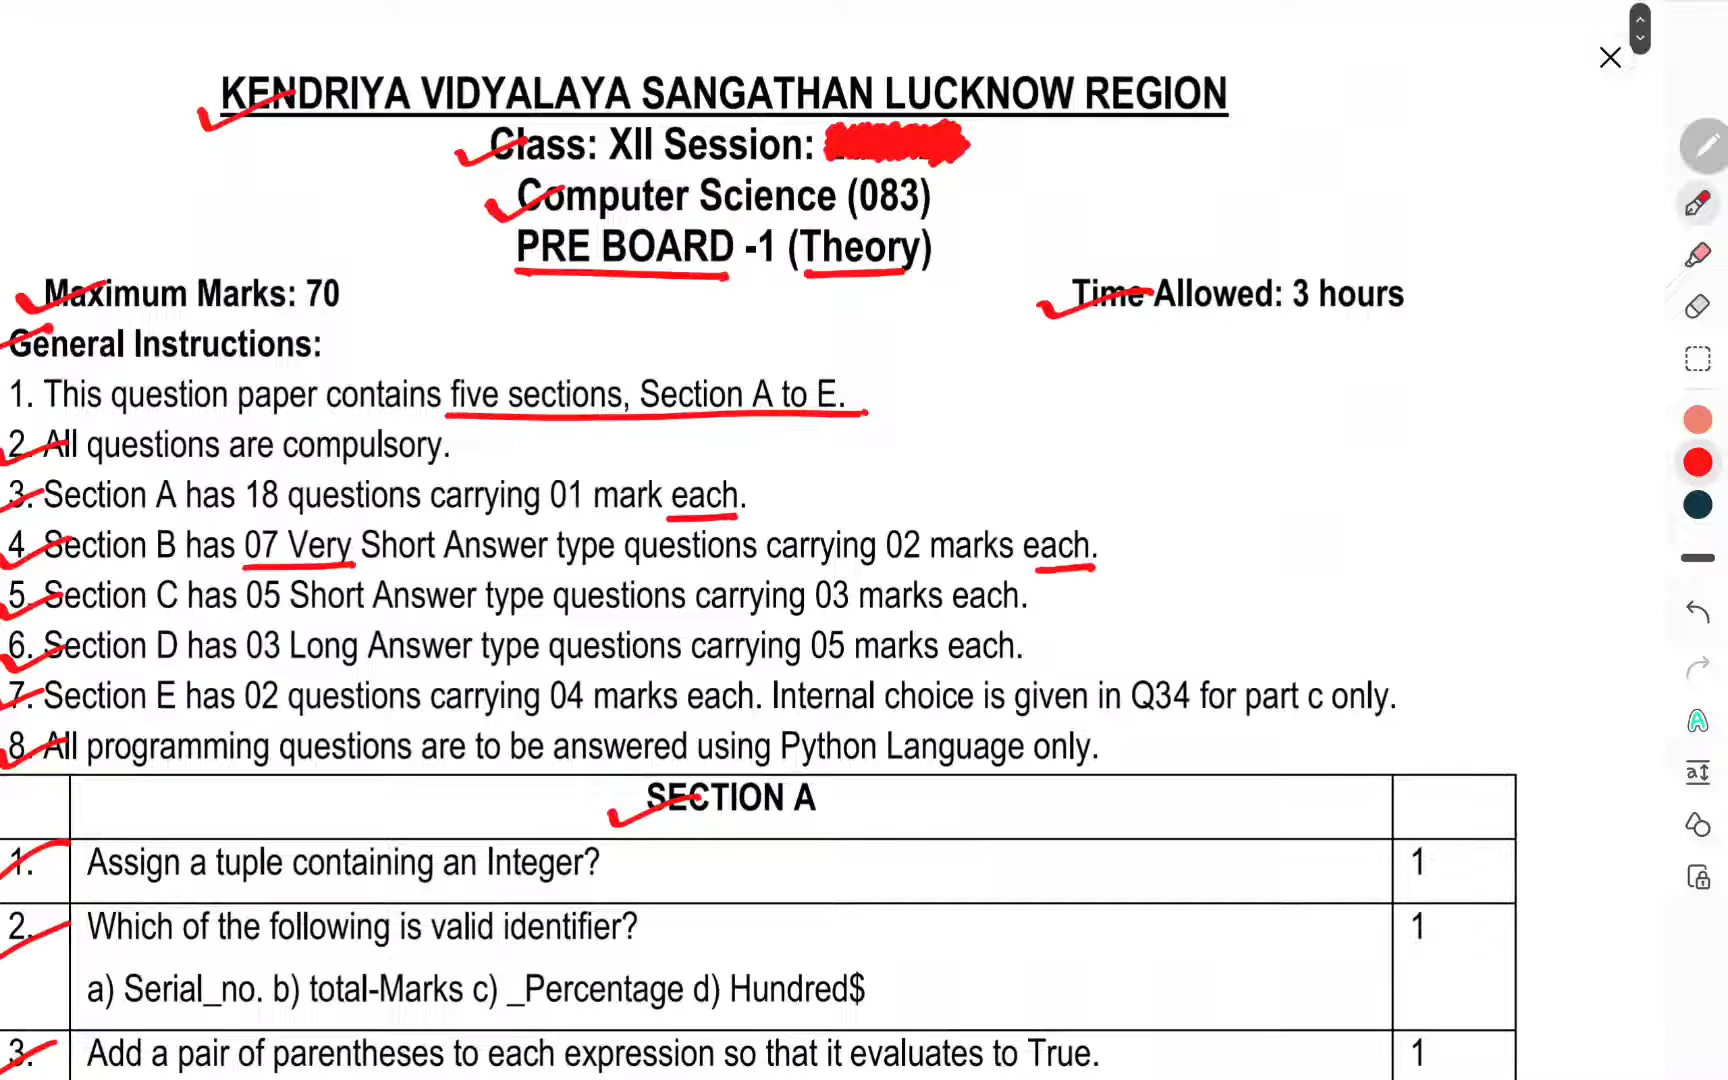 KENDRIYA VIDYALAYA SANGATHAN LUCKNOW REGION
Class: XII Session:
Computer Science (083)
PRE BOARD -1 (Theory)
Maximum Marks: 70 Time Allowed: 3 hours
General Instructions:
1. This question paper contains five sections, Section A to E.
2. All questions are compulsory.
3. Section A has 18 questions carrying 01 mark each.
4. Section B has 07 Very Short Answer type questions carrying 02 marks each.
5. Section C has 05 Short Answer type questions carrying 03 marks each.
6. Section D has 03 Long Answer type questions carrying 05 marks each.
7. Section E has 02 questions carrying 04 marks each. Internal choice is given in Q34 for part c only.
8. All programming questions are to be answered using Python Language only.
SECTION A
1. Assign a tuple containing an Integer? 1
2. Which of the following is valid identifier? 1
a) Serial_no. b) total-Marks c) _Percentage d) Hundred$
3. Add a pair of parentheses to each expression so that it evaluates to True. 1